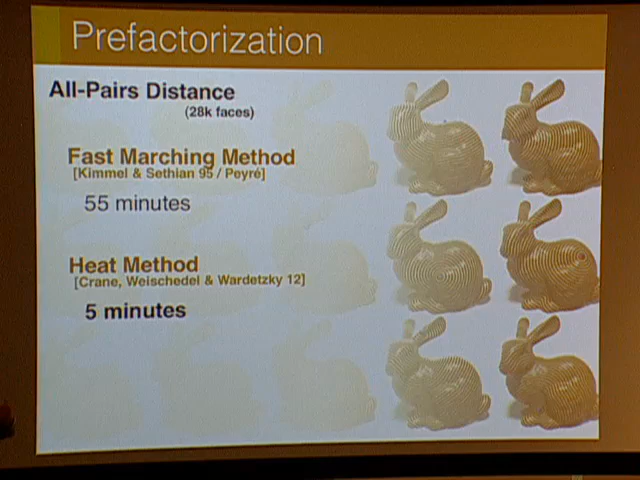 Prefactorization
All-Pairs Distance
(28k faces)
Fast Marching Method
[Kimmel & Sethian 95 / Peyré]
55 minutes
Heat Method
[Crane, Weischedel & Wardetzky 12]
5 minutes